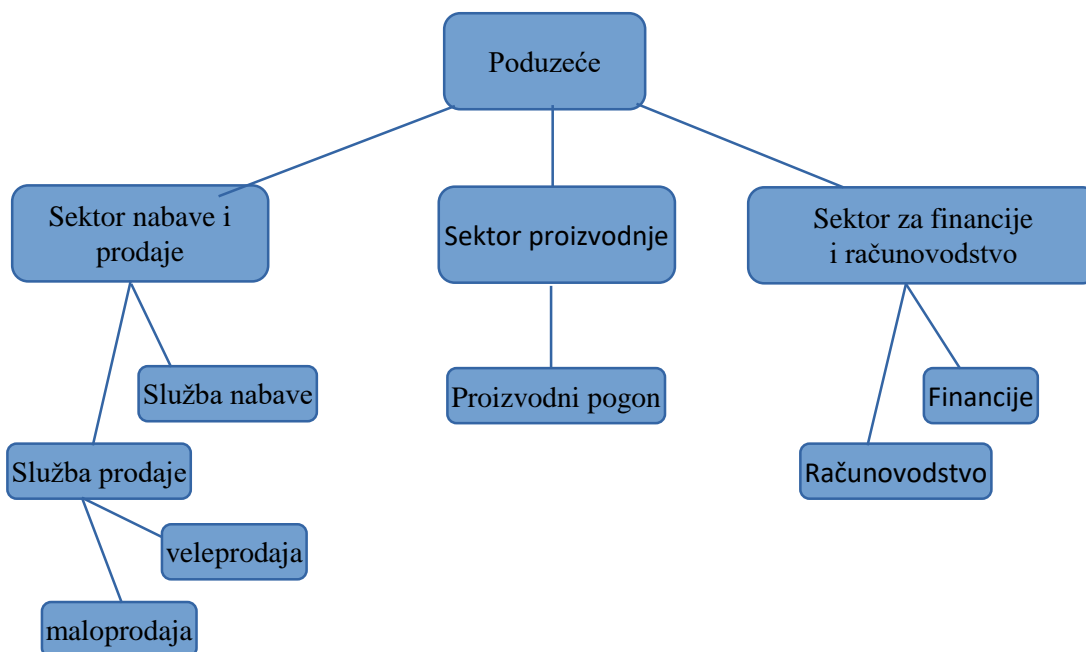 Poduzeće
Sektor nabave i
prodaje
Sektor proizvodnje
Sektor za financije
i računovodstvo
Služba nabave
Proizvodni pogon
Financije
Služba prodaje
Računovodstvo
veleprodaja
maloprodaja